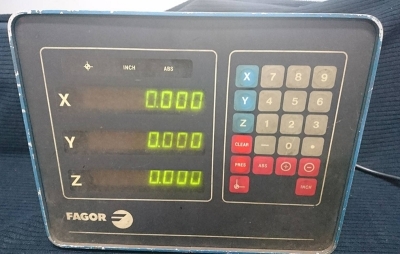 INCH ABS
X 0.000
Y 0.000
Z 0.000
FAGOR
X 7 8 9
Y 4 5 6
Z 1 2 3
CLEAR - 0 •
PRES ABS + -
INCH